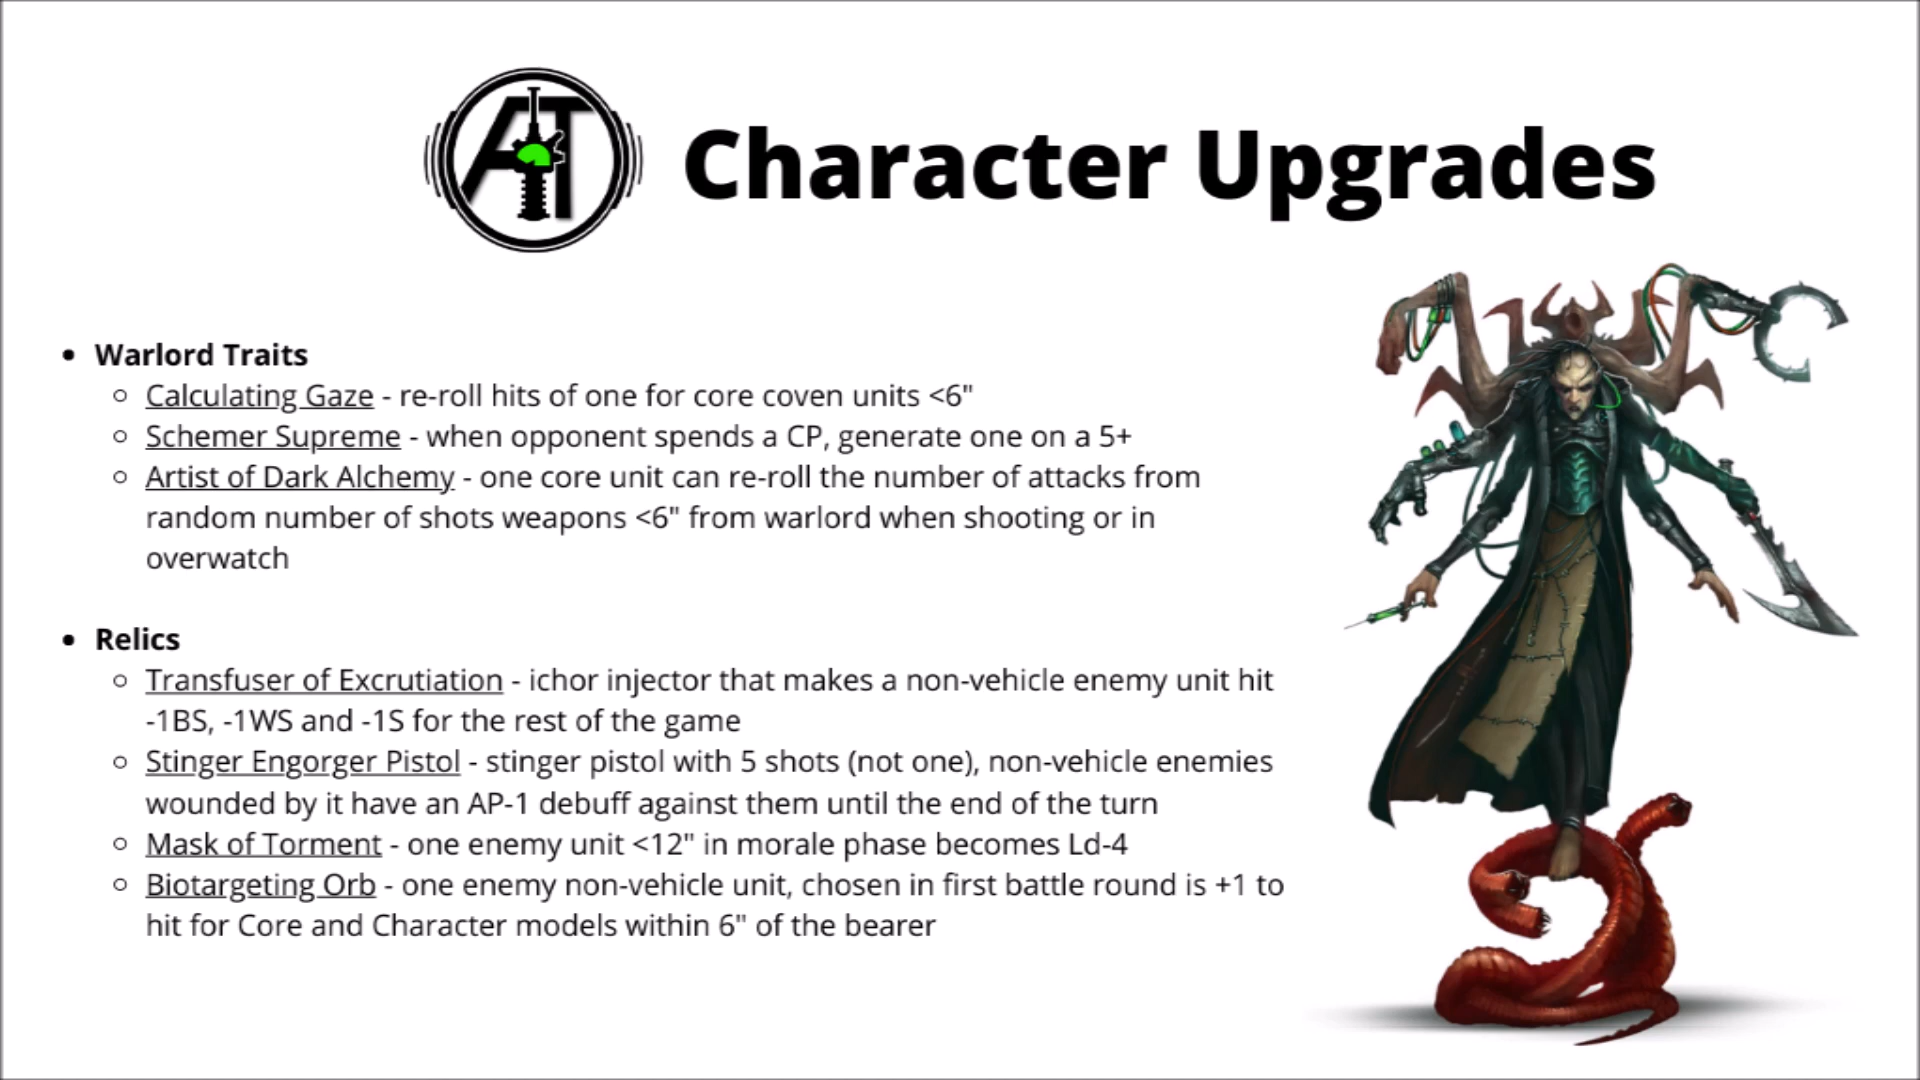 AT
Character Upgrades
Warlord Traits
Calculating Gaze - re-roll hits of one for core coven units <6"
Schemer Supreme - when opponent spends a CP, generate one on a 5+
Artist of Dark Alchemy - one core unit can re-roll the number of attacks from
random number of shots weapons <6" from warlord when shooting or in
overwatch
Relics
Transfuser of Excrutiation - ichor injector that makes a non-vehicle enemy unit hit
-1BS, -1WS and -1S for the rest of the game
Stinger Engorger Pistol - stinger pistol with 5 shots (not one), non-vehicle enemies
wounded by it have an AP-1 debuff against them until the end of the turn
Mask of Torment - one enemy unit <12" in morale phase becomes Ld-4
Biotargeting Orb - one enemy non-vehicle unit, chosen in first battle round is +1 to
hit for Core and Character models within 6" of the bearer